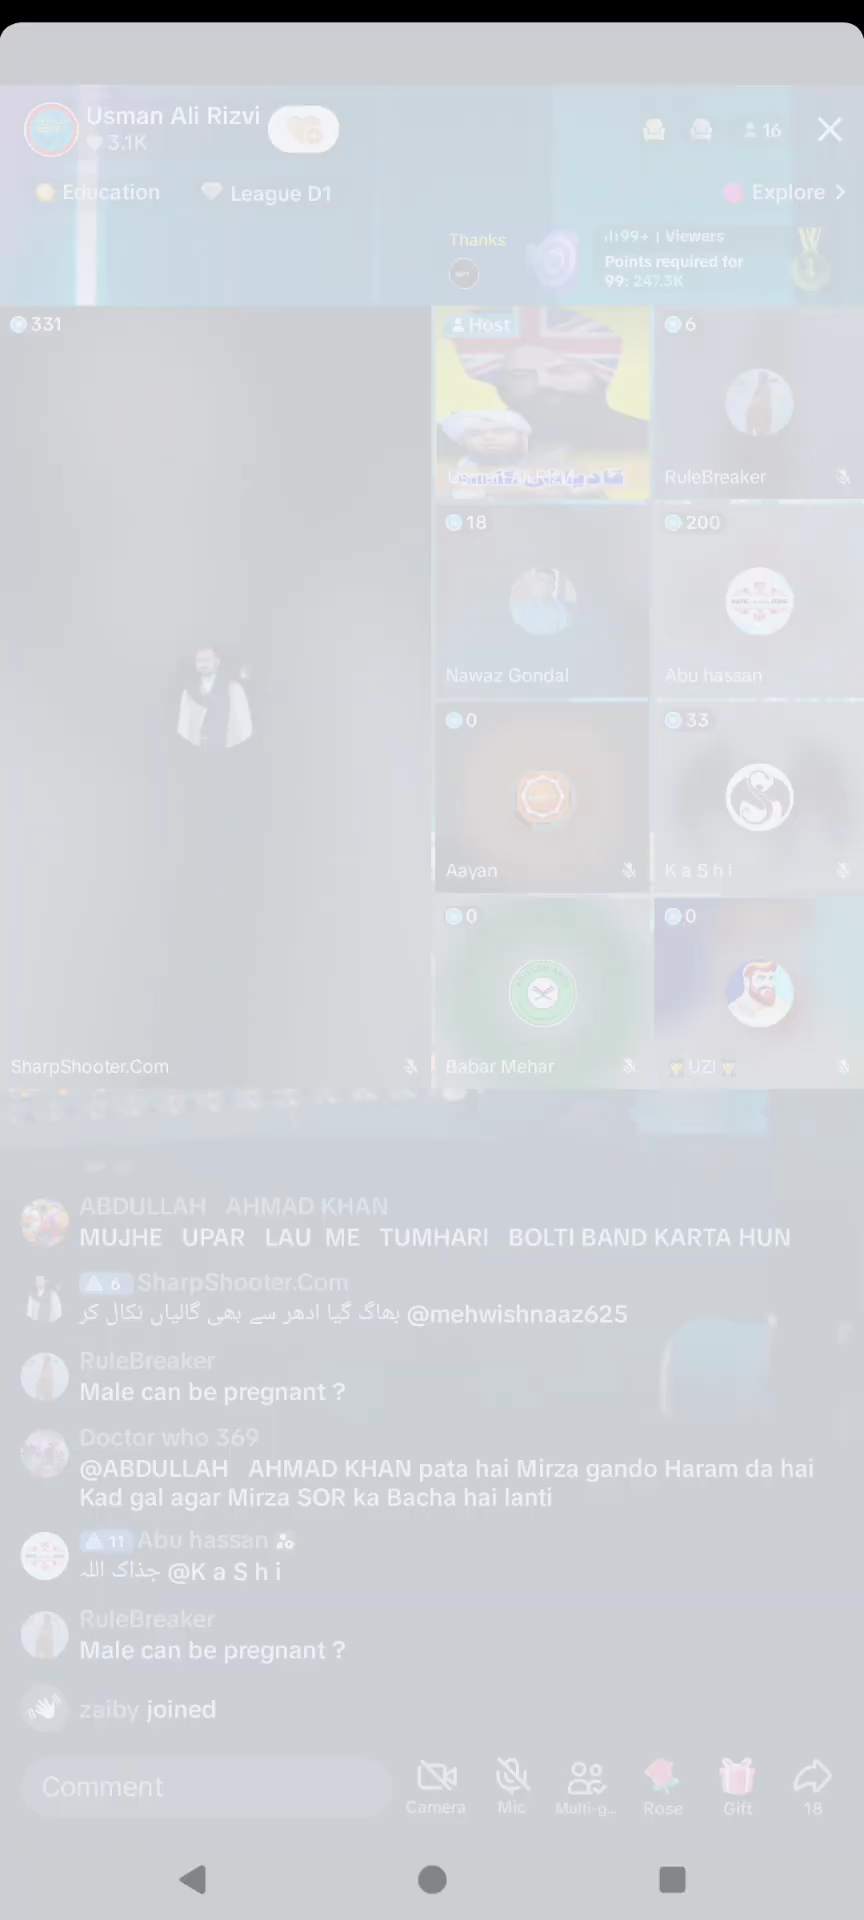 Usman Ali Rizvi
3.1K
16
Education
League D1
Explore
Thanks
99+ | Viewers
Points required for
99: 247.3K
331
Host
Usman Ali Rizvi
6
RuleBreaker
18
Nawaz Gondal
200
Abu hassan
0
Aayan
33
K a S h i
SharpShooter.Com
0
Babar Mehar
0
UZI
ABDULLAH AHMAD KHAN
MUJHE UPAR LAU ME TUMHARI BOLTI BAND KARTA HUN
6 SharpShooter.Com
@mehwishnaaz625 بھاگ گیا ادھر سے بھی گالیاں نکال کر
RuleBreaker
Male can be pregnant ?
Doctor who 369
@ABDULLAH AHMAD KHAN pata hai Mirza gando Haram da hai
Kad gal agar Mirza SOR ka Bacha hai lanti
11 Abu hassan
@K a S h i جذاک اللہ
RuleBreaker
Male can be pregnant ?
zaiby joined
Comment
Camera
Mic
Multi-g...
Rose
Gift
18